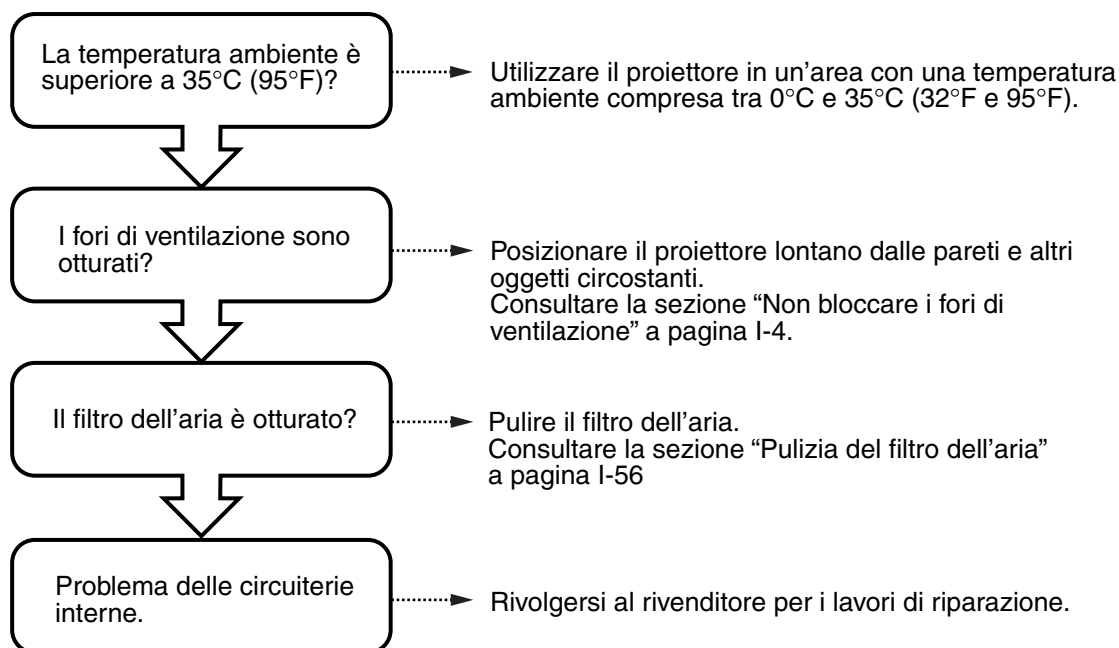 La temperatura ambiente è
superiore a 35°C (95°F)?
Utilizzare il proiettore in un'area con una temperatura
ambiente compresa tra 0°C e 35°C (32°F e 95°F).
I fori di ventilazione sono
otturati?
Posizionare il proiettore lontano dalle pareti e altri
oggetti circostanti.
Consultare la sezione “Non bloccare i fori di
ventilazione” a pagina I-4.
Il filtro dell’aria è otturato?
Pulire il filtro dell’aria.
Consultare la sezione “Pulizia del filtro dell’aria”
a pagina I-56
Problema delle circuiterie
interne.
Rivolgersi al rivenditore per i lavori di riparazione.